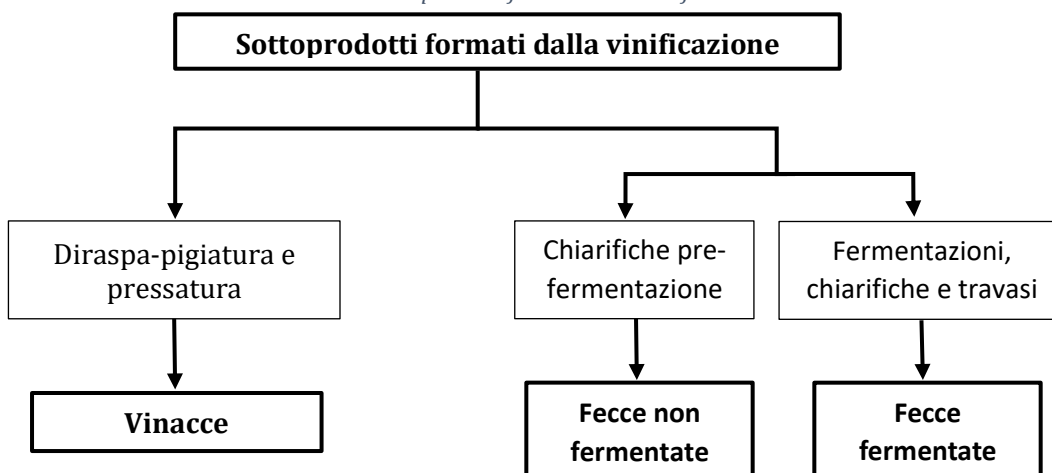 Sottoprodotti formati dalla vinificazione
Diraspa-pigiatura e
pressatura
Chiarifiche pre-
fermentazione
Fermentazioni,
chiarifiche e travasi
Vinacce
Fecce non
fermentate
Fecce
fermentate